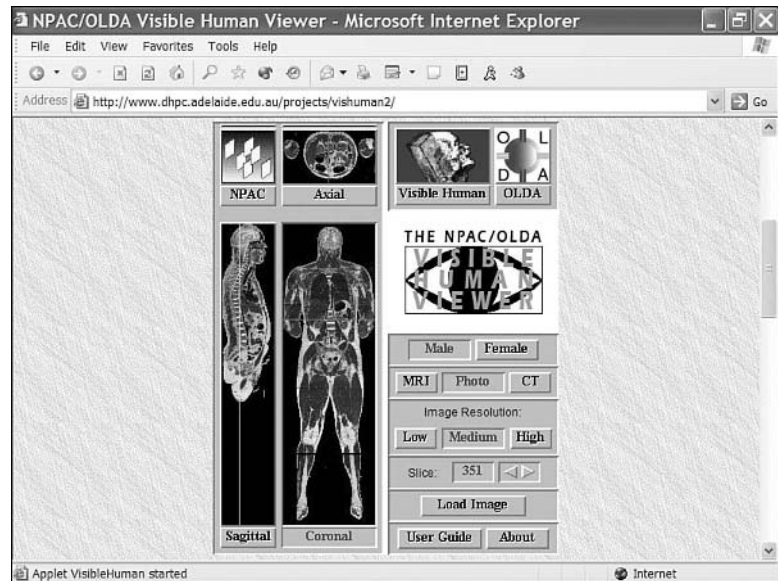 NPAC/OLDA Visible Human Viewer - Microsoft Internet Explorer
File Edit View Favorites Tools Help
Address http://www.dhpc.adelaide.edu.au/projects/vishuman2/ Go
NPAC Axial Visible Human OLDA
O L
D A
THE NPAC/OLDA
VISIBLE
HUMAN
VIEWER
Male Female
MRI Photo CT
Image Resolution:
Low Medium High
Slice: 351
Load Image
Sagittal Coronal User Guide About
Applet VisibleHuman started Internet